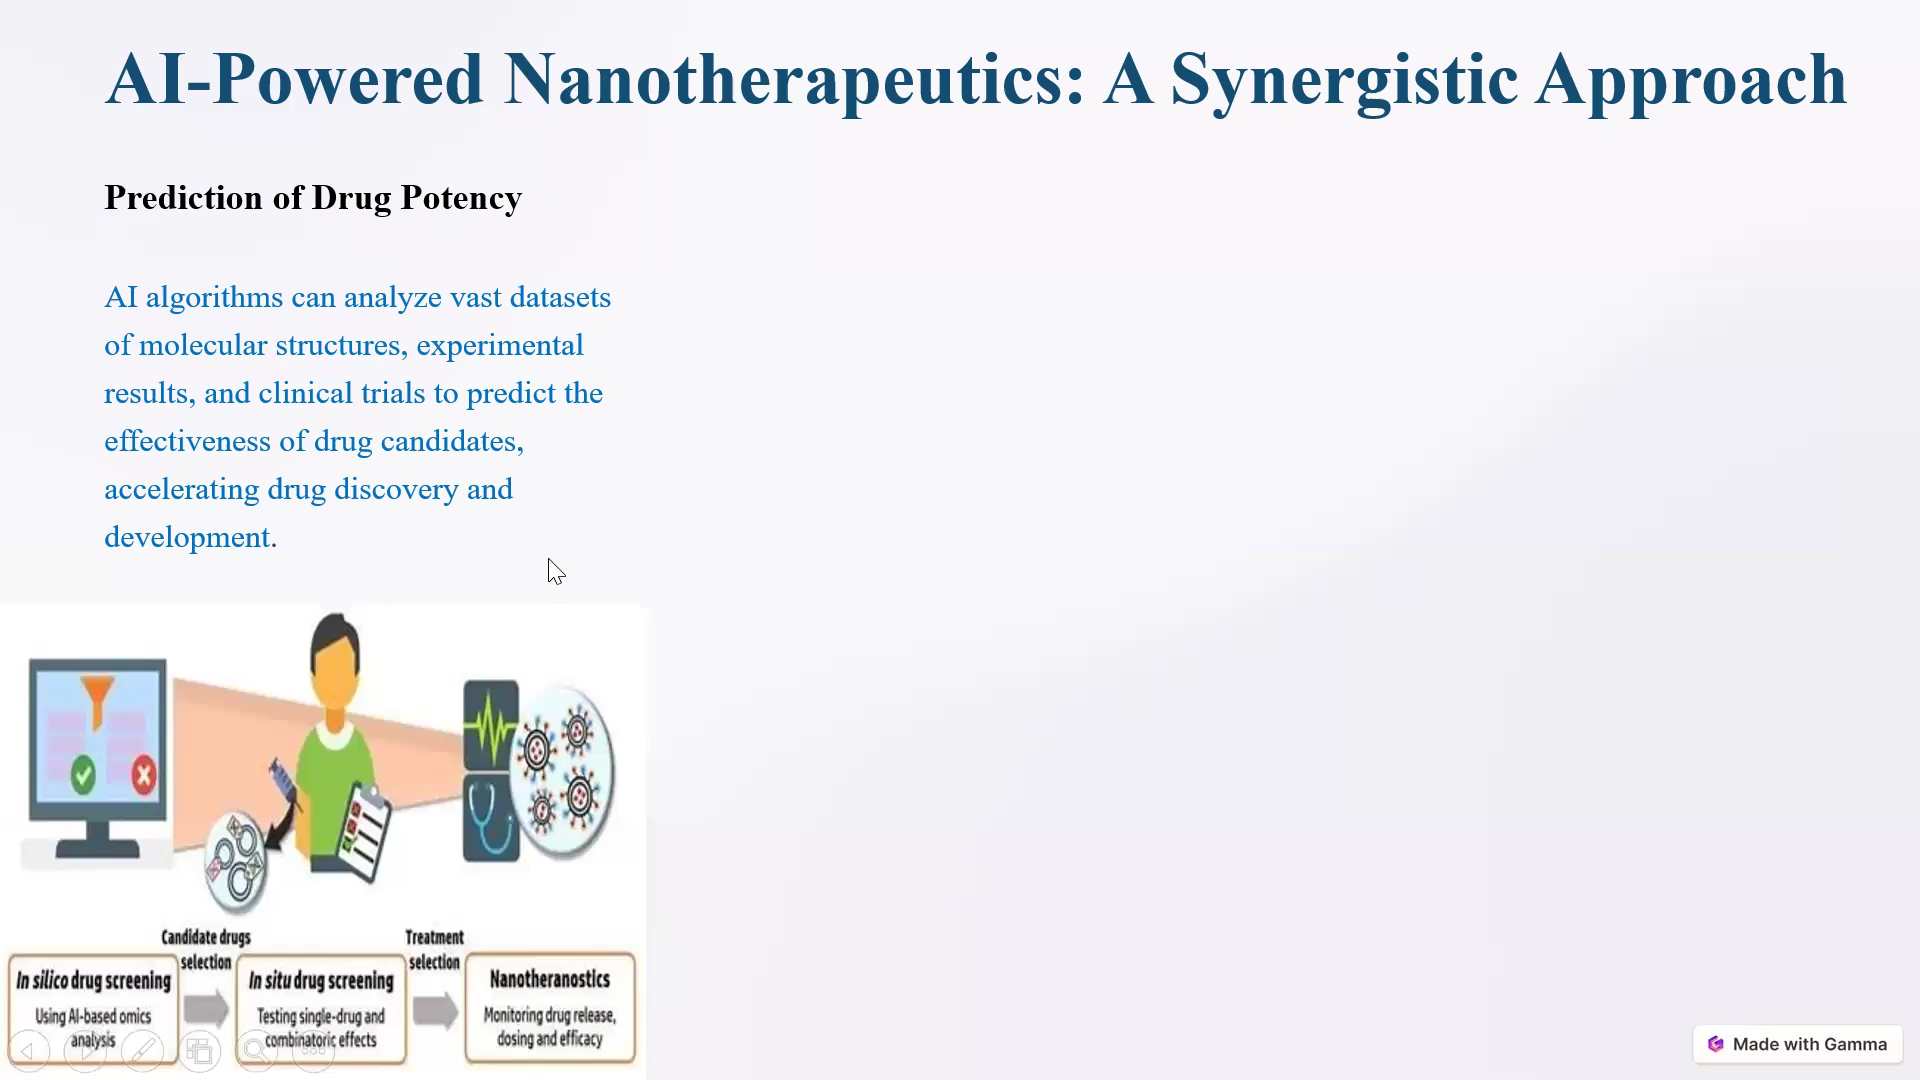 AI-Powered Nanotherapeutics: A Synergistic Approach
Prediction of Drug Potency
AI algorithms can analyze vast datasets
of molecular structures, experimental
results, and clinical trials to predict the
effectiveness of drug candidates,
accelerating drug discovery and
development.
Candidate drugs
selection
Treatment
selection
In silico drug screening
Using AI-based omics
analysis
In situ drug screening
Testing single-drug and
combinatoric effects
Nanotheranostics
Monitoring drug release,
dosing and efficacy
Made with Gamma